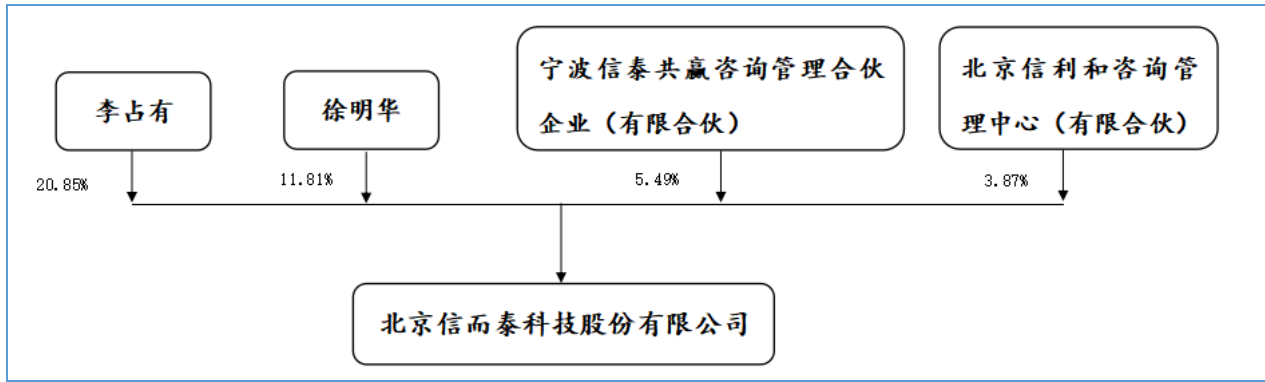 李占有
徐明华
宁波信泰共赢咨询管理合伙
企业（有限合伙）
北京信利和咨询管
理中心（有限合伙）
20.85%
11.81%
5.49%
3.87%
北京信而泰科技股份有限公司